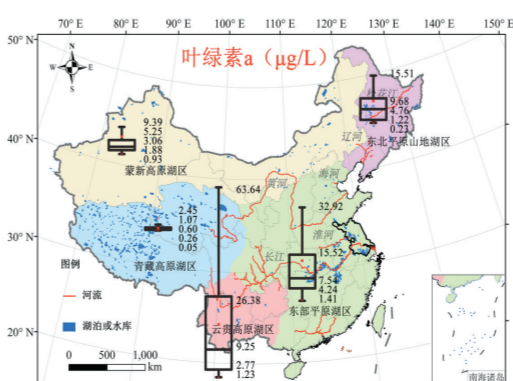 70° E 80° E 90° E 100° E 110° E 120° E 130° E 140° E 150° E
50° N
40° N
30° N
20° N
N
W E
S
叶绿素a（μg/L）
15.51
松花江
9.68
4.76
1.22
0.23
东北平原山地湖区
辽河
9.39
5.25
3.06
1.88
0.93
蒙新高原湖区
海河
黄河
63.64
32.92
2.45
1.07
0.60
0.26
0.05
青藏高原湖区
淮河
15.52
长江
7.54
4.24
1.41
东部平原湖区
26.38
云贵高原湖区
9.25
2.77
1.23
图例
河流
湖泊或水库
0 500 1,000
km
南海诸岛